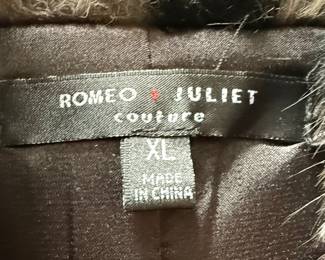 ROMEO ♦ JULIET
couture
XL
MADE
IN CHINA